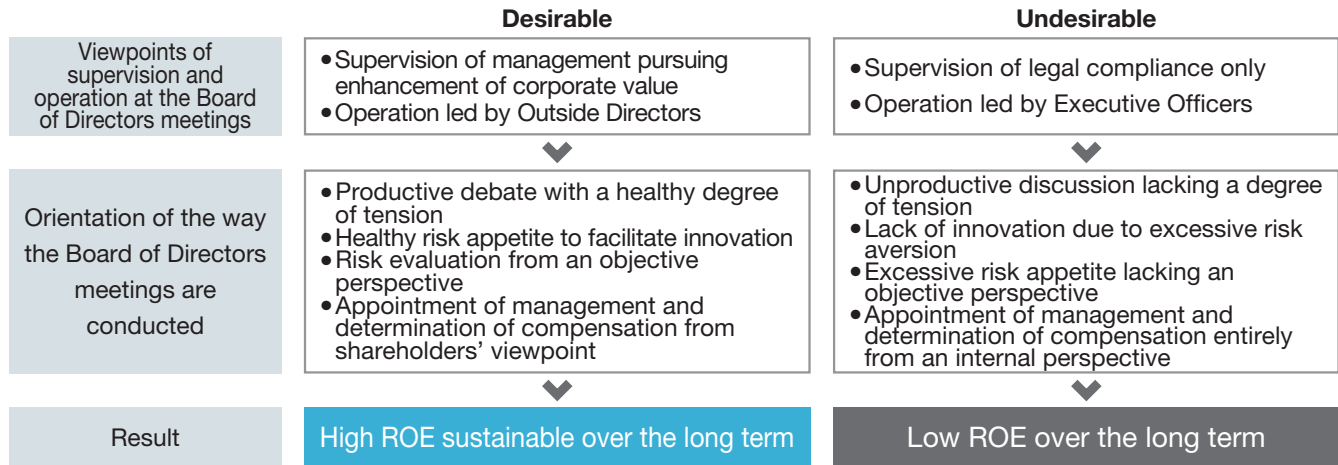 Desirable
Undesirable
Viewpoints of
supervision and
operation at the Board
of Directors meetings
•Supervision of management pursuing
enhancement of corporate value
•Operation led by Outside Directors
•Supervision of legal compliance only
•Operation led by Executive Officers
Orientation of the way
the Board of Directors
meetings are
conducted
•Productive debate with a healthy degree
of tension
•Healthy risk appetite to facilitate innovation
•Risk evaluation from an objective
perspective
•Appointment of management and
determination of compensation from
shareholders’ viewpoint
•Unproductive discussion lacking a degree
of tension
•Lack of innovation due to excessive risk
aversion
•Excessive risk appetite lacking an
objective perspective
•Appointment of management and
determination of compensation entirely
from an internal perspective
Result
High ROE sustainable over the long term
Low ROE over the long term